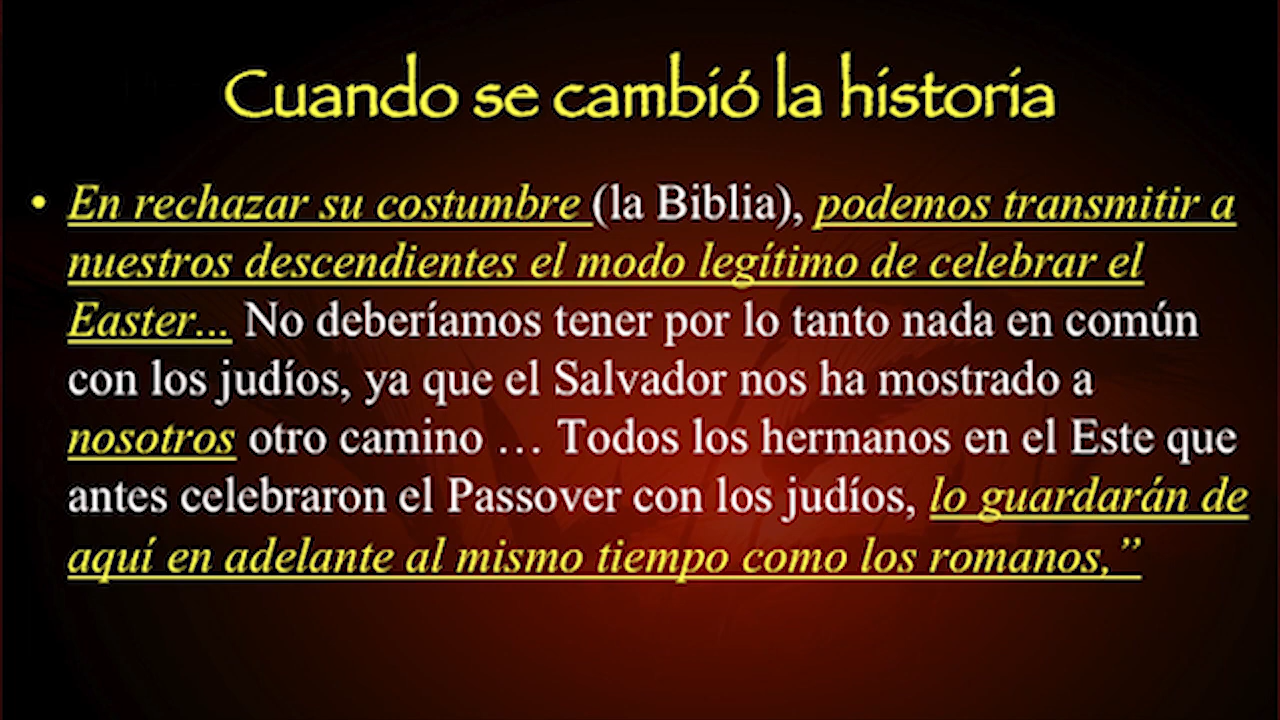 Cuando se cambió la historia
• En rechazar su costumbre (la Biblia), podemos transmitir a
nuestros descendientes el modo legítimo de celebrar el
Easter... No deberíamos tener por lo tanto nada en común
con los judíos, ya que el Salvador nos ha mostrado a
nosotros otro camino … Todos los hermanos en el Este que
antes celebraron el Passover con los judíos, lo guardarán de
aquí en adelante al mismo tiempo como los romanos,”